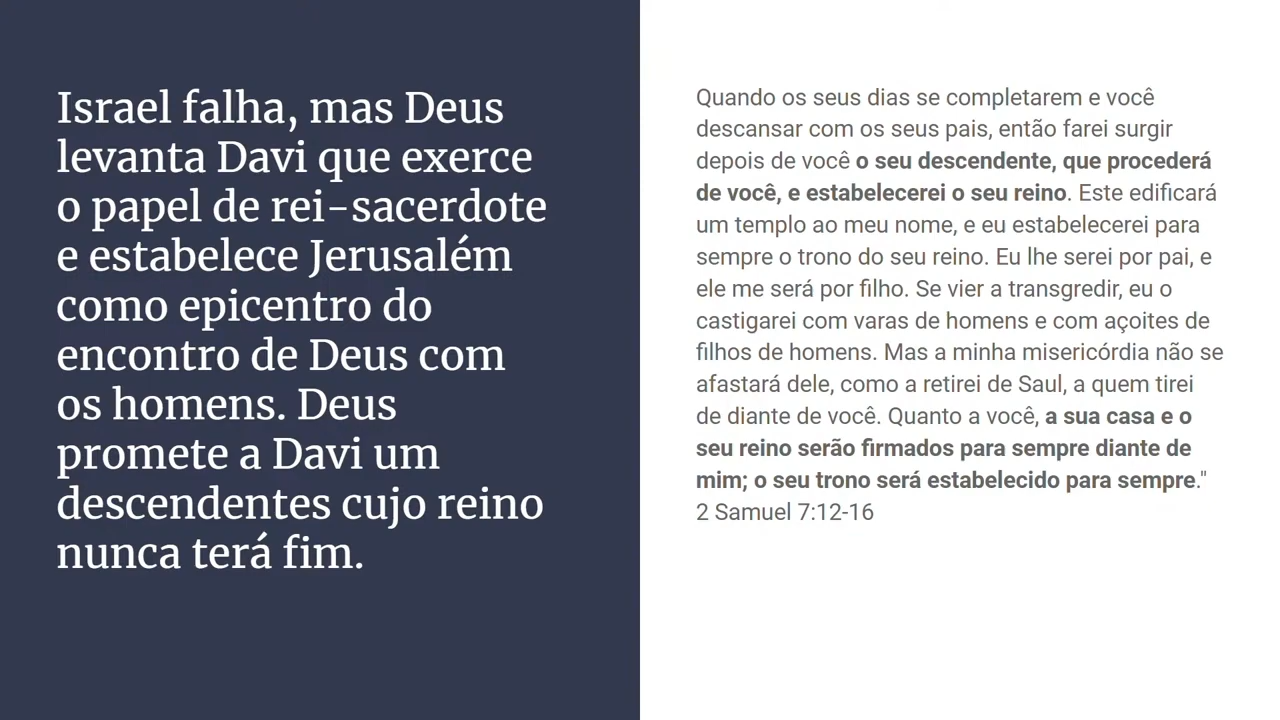 Israel falha, mas Deus
levanta Davi que exerce
o papel de rei-sacerdote
e estabelece Jerusalém
como epicentro do
encontro de Deus com
os homens. Deus
promete a Davi um
descendentes cujo reino
nunca terá fim.
Quando os seus dias se completarem e você
descansar com os seus pais, então farei surgir
depois de você o seu descendente, que procederá
de você, e estabelecerei o seu reino. Este edificará
um templo ao meu nome, e eu estabelecerei para
sempre o trono do seu reino. Eu lhe serei por pai, e
ele me será por filho. Se vier a transgredir, eu o
castigarei com varas de homens e com açoites de
filhos de homens. Mas a minha misericórdia não se
afastará dele, como a retirei de Saul, a quem tirei
de diante de você. Quanto a você, a sua casa e o
seu reino serão firmados para sempre diante de
mim; o seu trono será estabelecido para sempre."
2 Samuel 7:12-16